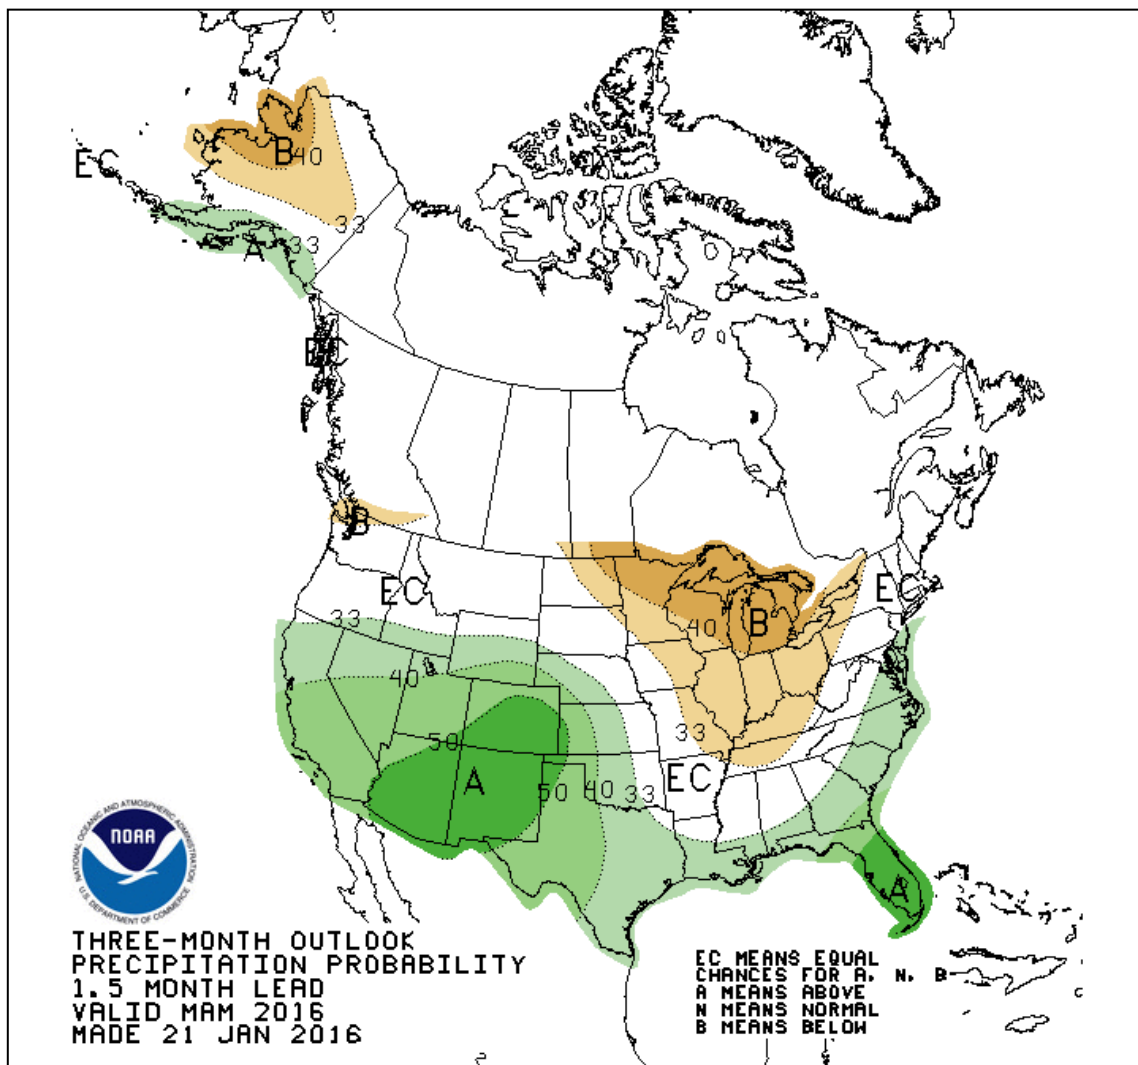 B
40
EC
33
A
33
EC
B
EC
EC
33
B
40
40
33
50
EC
A
50
40
33
A
NATIONAL OCEANIC AND ATMOSPHERIC ADMINISTRATION
NOAA
U.S. DEPARTMENT OF COMMERCE
THREE-MONTH OUTLOOK
PRECIPITATION PROBABILITY
1.5 MONTH LEAD
VALID MAM 2016
MADE 21 JAN 2016
EC MEANS EQUAL
CHANCES FOR A, N, B
A MEANS ABOVE
N MEANS NORMAL
B MEANS BELOW